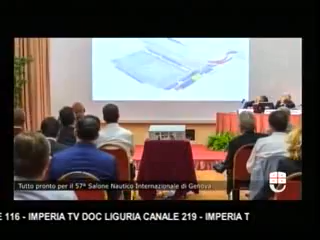 Tutto pronto per il 57° Salone Nautico Internazionale di Genova
E 116 - IMPERIA TV DOC LIGURIA CANALE 219 - IMPERIA T